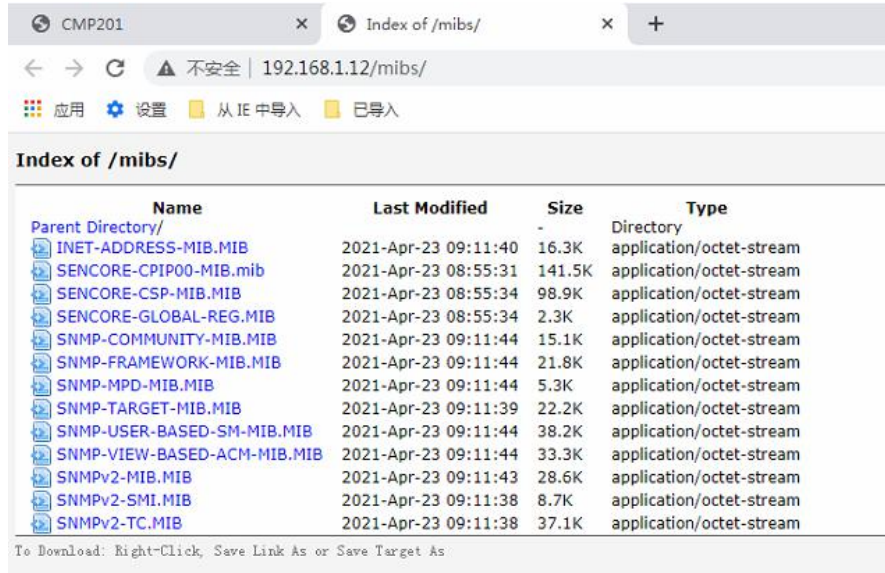 CMP201 × Index of /mibs/ × +
不安全 | 192.168.1.12/mibs/
应用 设置 从 IE 中导入 已导入
Index of /mibs/
Name Last Modified Size Type
Parent Directory/ - Directory
INET-ADDRESS-MIB.MIB 2021-Apr-23 09:11:40 16.3K application/octet-stream
SENCORE-CPIP00-MIB.mib 2021-Apr-23 08:55:31 141.5K application/octet-stream
SENCORE-CSP-MIB.MIB 2021-Apr-23 08:55:34 98.9K application/octet-stream
SENCORE-GLOBAL-REG.MIB 2021-Apr-23 08:55:34 2.3K application/octet-stream
SNMP-COMMUNITY-MIB.MIB 2021-Apr-23 09:11:44 15.1K application/octet-stream
SNMP-FRAMEWORK-MIB.MIB 2021-Apr-23 09:11:44 21.8K application/octet-stream
SNMP-MPD-MIB.MIB 2021-Apr-23 09:11:44 5.3K application/octet-stream
SNMP-TARGET-MIB.MIB 2021-Apr-23 09:11:39 22.2K application/octet-stream
SNMP-USER-BASED-SM-MIB.MIB 2021-Apr-23 09:11:44 38.2K application/octet-stream
SNMP-VIEW-BASED-ACM-MIB.MIB 2021-Apr-23 09:11:44 33.3K application/octet-stream
SNMPv2-MIB.MIB 2021-Apr-23 09:11:43 28.6K application/octet-stream
SNMPv2-SMI.MIB 2021-Apr-23 09:11:38 8.7K application/octet-stream
SNMPv2-TC.MIB 2021-Apr-23 09:11:38 37.1K application/octet-stream
To Download: Right-Click, Save Link As or Save Target As